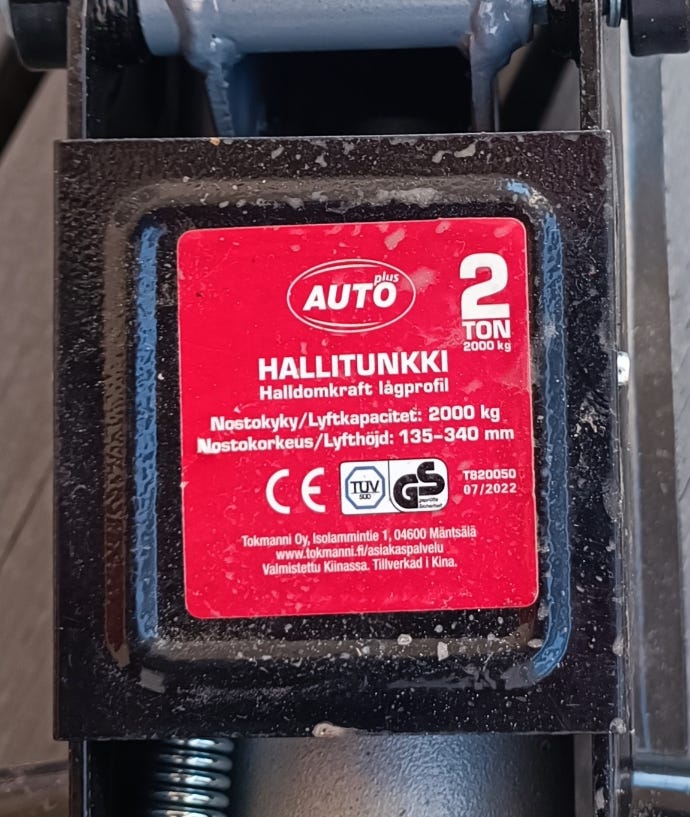 AUTO plus
2
TON
2000 kg
HALLITUNKKI
Halldomkraft lågprofil
Nostokyky/Lyftkapacitet: 2000 kg
Nostokorkeus/Lyfthöjd: 135-340 mm
CE
TÜV
SÜD
GS
geprüfte
Sicherheit
T820050
07/2022
Tokmanni Oy, Isolammintie 1, 04600 Mäntsälä
www.tokmanni.fi/asiakaspalvelu
Valmistettu Kiinassa. Tillverkad i Kina.